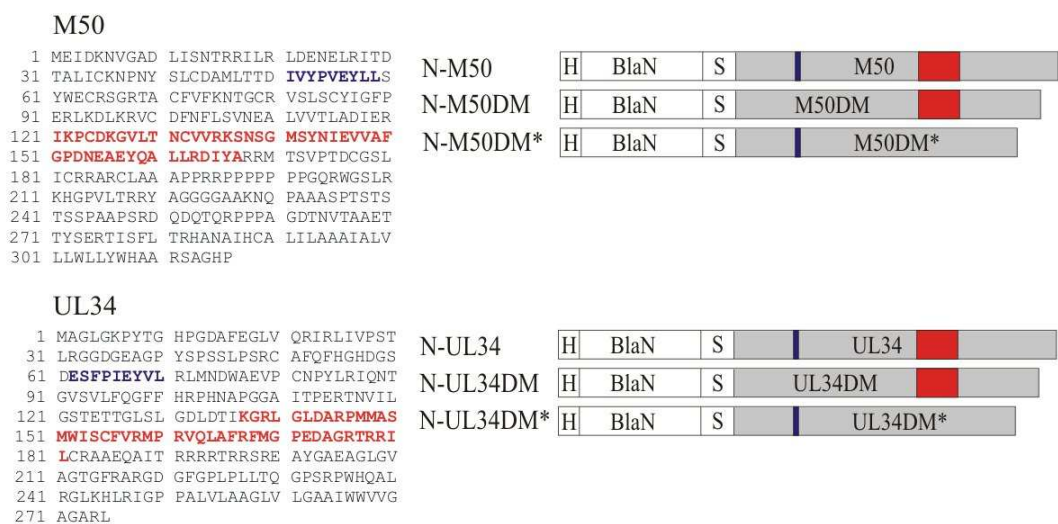 M50
1 MEIDKNVGAD LISNTRRILR LDENELRITD
31 TALICKNPNY SLCDAMLTTD IVYPVEYLLS
61 YWECRSGRTA CFVFKNTGCR VSLSCYIGFP
91 ERLKDLKRVC DFNFLSVNEA LVVTLADIER
121 IKPCDKGVLT NCVVRKSNSG MSYNIEVVAF
151 GPDNEAEYQA LLRDIYARRM TSVPTDCGSL
181 ICRRARCLAA APPRRPPPPP PPGQRWGSLR
211 KHGPVLTRRY AGGGGAAKNQ PAAASPTSTS
241 TSSPAAPSRD QDQTQRPPPA GDTNVTAAET
271 TYSERTISFL TRHANAIHCA LILAAAIALV
301 LLWLLYWHAA RSAGHP
N-M50 H BlaN S M50
N-M50DM H BlaN S M50DM
N-M50DM* H BlaN S M50DM*
UL34
1 MAGLGKPYTG HPGDAFEGLV QRIRLIVPST
31 LRGGDGEAGP YSPSSLPSRC AFQFHGHDGS
61 DESFPIEYVL RLMNDWAEVP CNPYLRIQNT
91 GVSVLFQGFF HRPHNAPGGA ITPERTNVIL
121 GSTETTGLSL GDLDTIKGRL GLDARPMMAS
151 MWISCFVRMP RVQLAFRFMG PEDAGRTRRI
181 LCRAAEQAIT RRRRTRRSRE AYGAEAGLGV
211 AGTGFRARGD GFGPLPLLTQ GPSRPWHQAL
241 RGLKHLRIGP PALVLAAGLV LGAAIWWVVG
271 AGARL
N-UL34 H BlaN S UL34
N-UL34DM H BlaN S UL34DM
N-UL34DM* H BlaN S UL34DM*